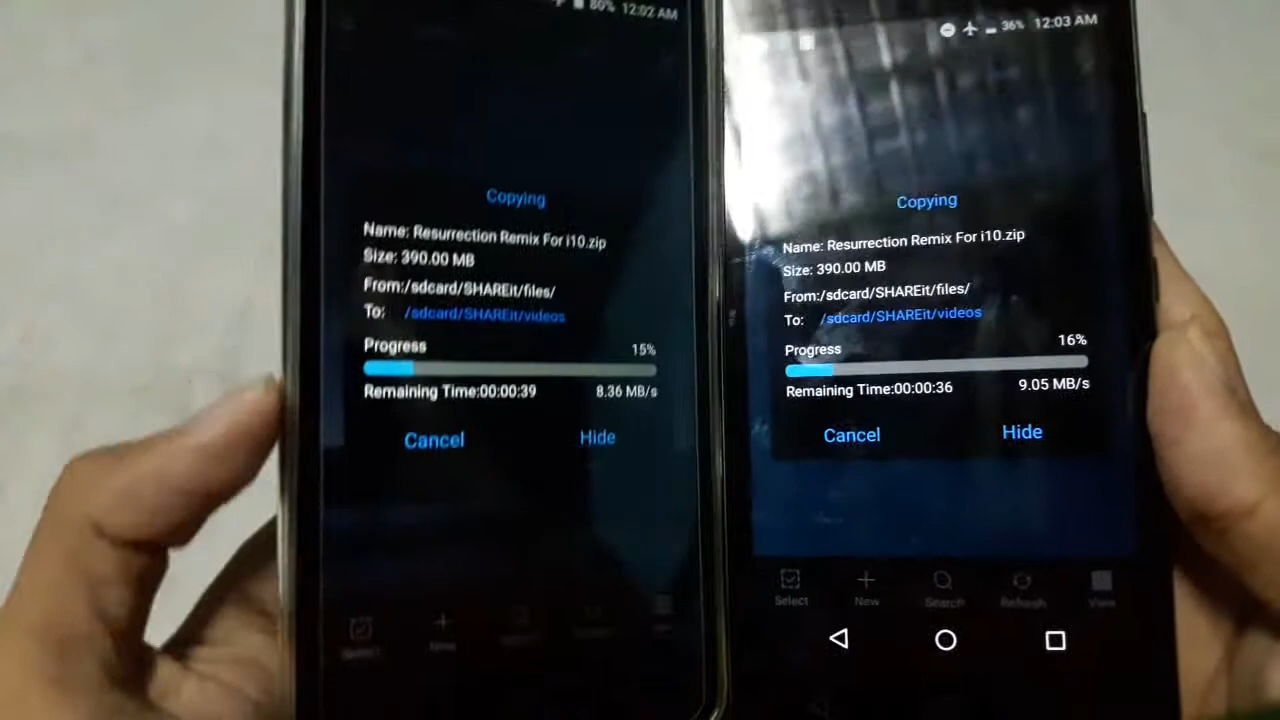 80% 12:02 AM
Copying
Name: Resurrection Remix For i10.zip
Size: 390.00 MB
From:/sdcard/SHAREit/files/
To: /sdcard/SHAREit/videos
Progress 15%
Remaining Time:00:00:39 8.36 MB/s
Cancel Hide
Select New
36% 12:03 AM
Copying
Name: Resurrection Remix For i10.zip
Size: 390.00 MB
From:/sdcard/SHAREit/files/
To: /sdcard/SHAREit/videos
Progress 16%
Remaining Time:00:00:36 9.05 MB/s
Cancel Hide
Select New Search Refresh View